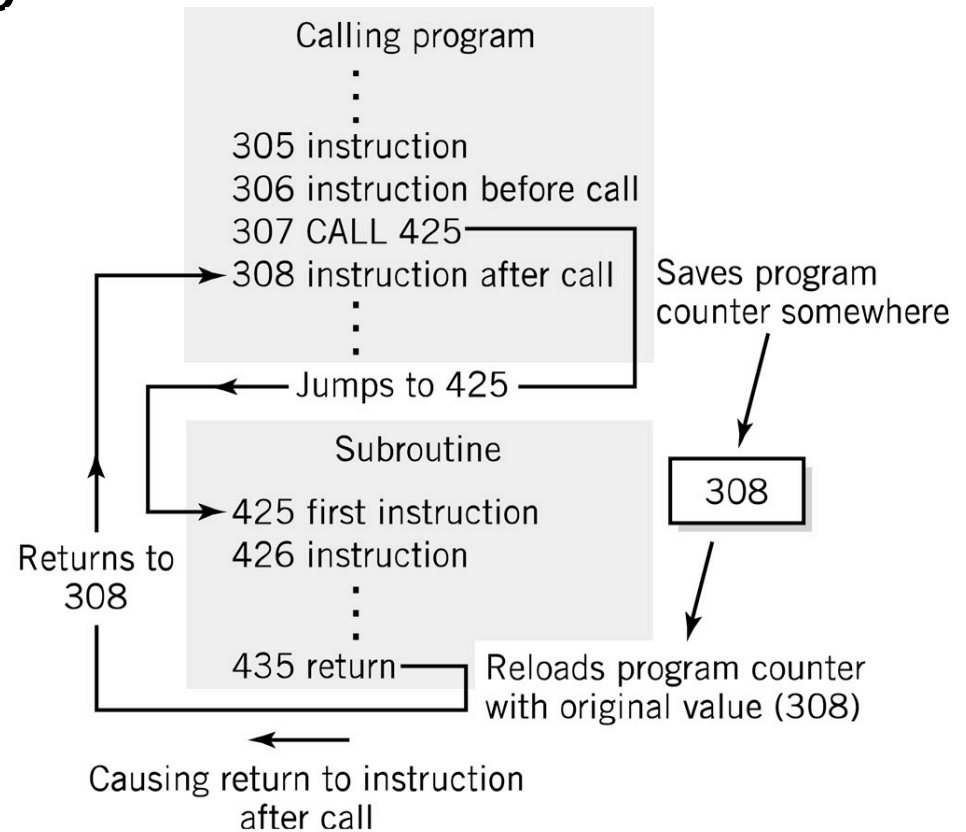 Calling program
305 instruction
306 instruction before call
307 CALL 425
308 instruction after call
Saves program
counter somewhere
Jumps to 425
Subroutine
308
425 first instruction
426 instruction
Returns to
308
435 return
Reloads program counter
with original value (308)
Causing return to instruction
after call